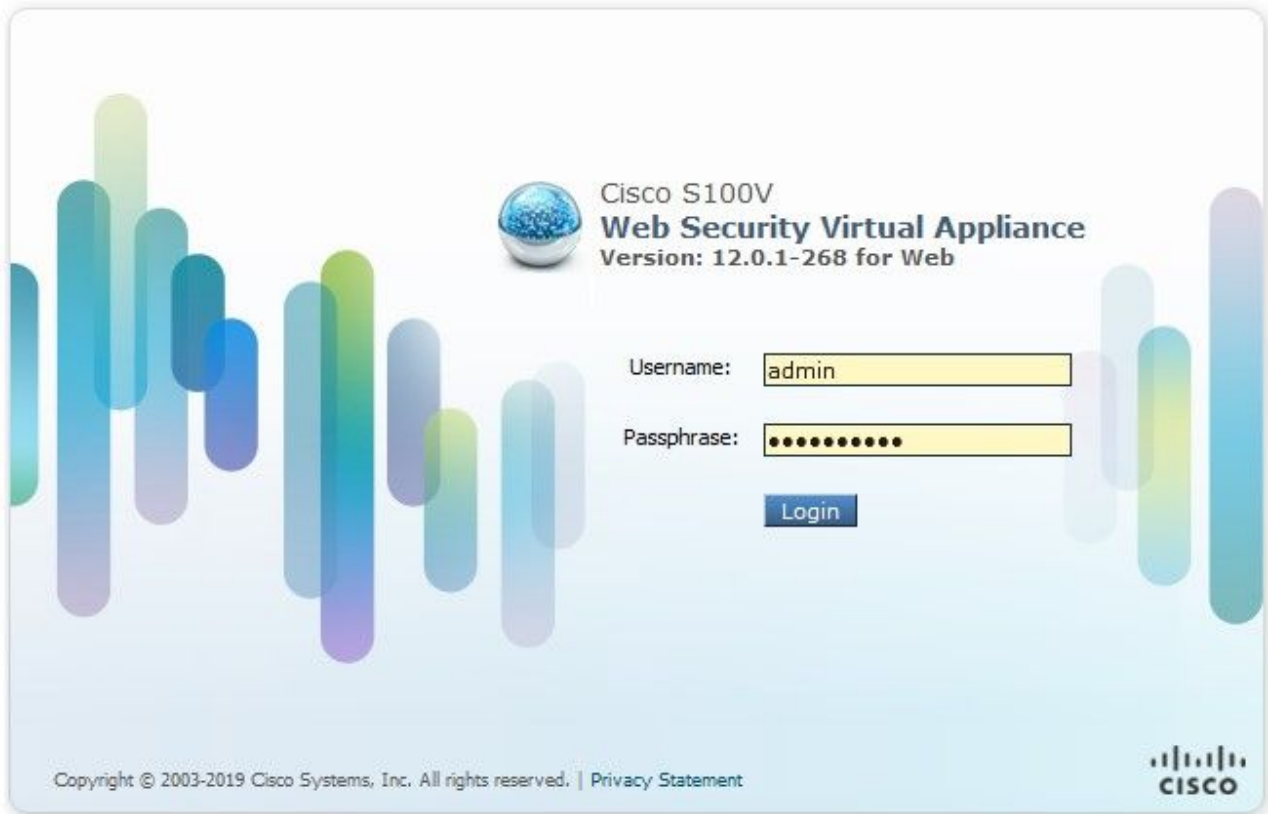 Cisco S100V
Web Security Virtual Appliance
Version: 12.0.1-268 for Web
Username: admin
Passphrase: ••••••••••
Login
Copyright © 2003-2019 Cisco Systems, Inc. All rights reserved. | Privacy Statement
CISCO